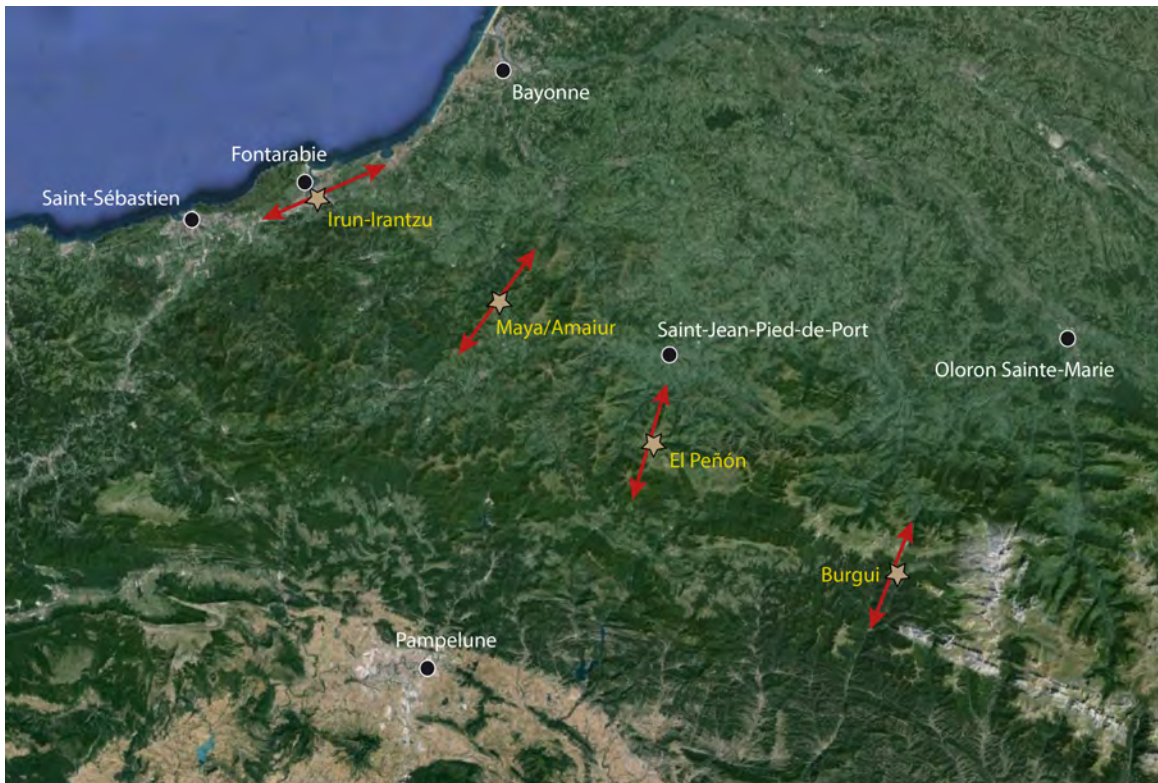 Bayonne
Fontarabie
Saint-Sébastien
Irun-Irantzu
Maya/Amaiur
Saint-Jean-Pied-de-Port
Oloron Sainte-Marie
El Peñón
Burgui
Pampelune